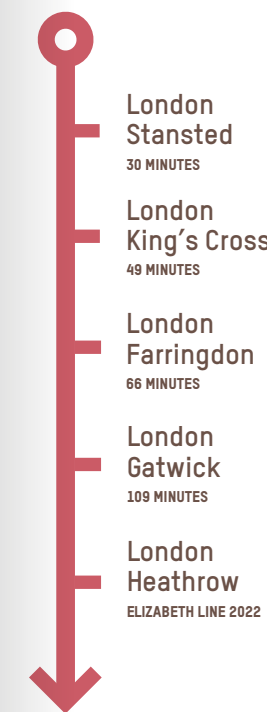 London
Stansted
30 MINUTES
London
King's Cross
49 MINUTES
London
Farringdon
66 MINUTES
London
Gatwick
109 MINUTES
London
Heathrow
ELIZABETH LINE 2022